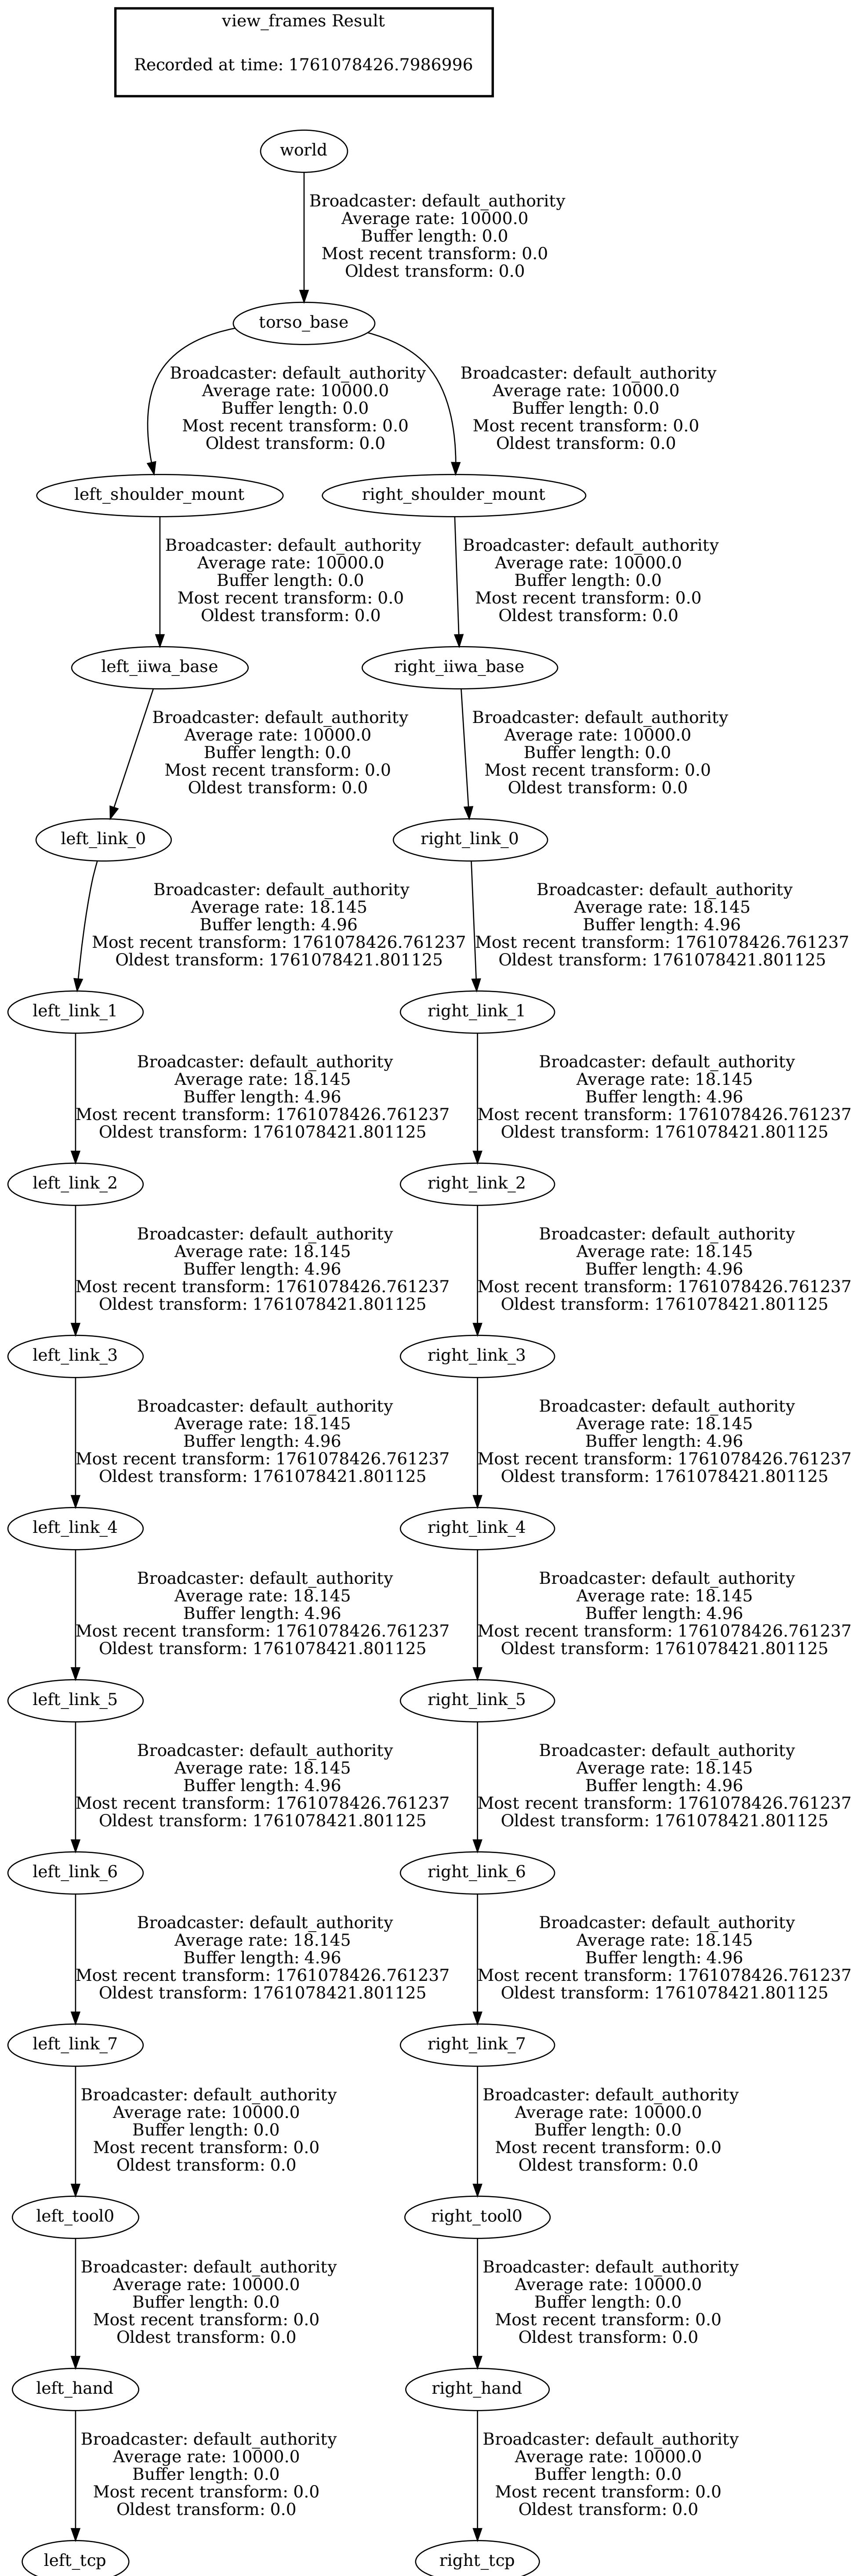 view_frames Result
Recorded at time: 1761078426.7986996
world
Broadcaster: default_authority
Average rate: 10000.0
Buffer length: 0.0
Most recent transform: 0.0
Oldest transform: 0.0
torso_base
Broadcaster: default_authority
Average rate: 10000.0
Buffer length: 0.0
Most recent transform: 0.0
Oldest transform: 0.0
Broadcaster: default_authority
Average rate: 10000.0
Buffer length: 0.0
Most recent transform: 0.0
Oldest transform: 0.0
left_shoulder_mount
right_shoulder_mount
Broadcaster: default_authority
Average rate: 10000.0
Buffer length: 0.0
Most recent transform: 0.0
Oldest transform: 0.0
Broadcaster: default_authority
Average rate: 10000.0
Buffer length: 0.0
Most recent transform: 0.0
Oldest transform: 0.0
left_iiwa_base
right_iiwa_base
Broadcaster: default_authority
Average rate: 10000.0
Buffer length: 0.0
Most recent transform: 0.0
Oldest transform: 0.0
Broadcaster: default_authority
Average rate: 10000.0
Buffer length: 0.0
Most recent transform: 0.0
Oldest transform: 0.0
left_link_0
right_link_0
Broadcaster: default_authority
Average rate: 18.145
Buffer length: 4.96
Most recent transform: 1761078426.761237
Oldest transform: 1761078421.801125
Broadcaster: default_authority
Average rate: 18.145
Buffer length: 4.96
Most recent transform: 1761078426.761237
Oldest transform: 1761078421.801125
left_link_1
right_link_1
Broadcaster: default_authority
Average rate: 18.145
Buffer length: 4.96
Most recent transform: 1761078426.761237
Oldest transform: 1761078421.801125
Broadcaster: default_authority
Average rate: 18.145
Buffer length: 4.96
Most recent transform: 1761078426.761237
Oldest transform: 1761078421.801125
left_link_2
right_link_2
Broadcaster: default_authority
Average rate: 18.145
Buffer length: 4.96
Most recent transform: 1761078426.761237
Oldest transform: 1761078421.801125
Broadcaster: default_authority
Average rate: 18.145
Buffer length: 4.96
Most recent transform: 1761078426.761237
Oldest transform: 1761078421.801125
left_link_3
right_link_3
Broadcaster: default_authority
Average rate: 18.145
Buffer length: 4.96
Most recent transform: 1761078426.761237
Oldest transform: 1761078421.801125
Broadcaster: default_authority
Average rate: 18.145
Buffer length: 4.96
Most recent transform: 1761078426.761237
Oldest transform: 1761078421.801125
left_link_4
right_link_4
Broadcaster: default_authority
Average rate: 18.145
Buffer length: 4.96
Most recent transform: 1761078426.761237
Oldest transform: 1761078421.801125
Broadcaster: default_authority
Average rate: 18.145
Buffer length: 4.96
Most recent transform: 1761078426.761237
Oldest transform: 1761078421.801125
left_link_5
right_link_5
Broadcaster: default_authority
Average rate: 18.145
Buffer length: 4.96
Most recent transform: 1761078426.761237
Oldest transform: 1761078421.801125
Broadcaster: default_authority
Average rate: 18.145
Buffer length: 4.96
Most recent transform: 1761078426.761237
Oldest transform: 1761078421.801125
left_link_6
right_link_6
Broadcaster: default_authority
Average rate: 18.145
Buffer length: 4.96
Most recent transform: 1761078426.761237
Oldest transform: 1761078421.801125
Broadcaster: default_authority
Average rate: 18.145
Buffer length: 4.96
Most recent transform: 1761078426.761237
Oldest transform: 1761078421.801125
left_link_7
right_link_7
Broadcaster: default_authority
Average rate: 10000.0
Buffer length: 0.0
Most recent transform: 0.0
Oldest transform: 0.0
Broadcaster: default_authority
Average rate: 10000.0
Buffer length: 0.0
Most recent transform: 0.0
Oldest transform: 0.0
left_tool0
right_tool0
Broadcaster: default_authority
Average rate: 10000.0
Buffer length: 0.0
Most recent transform: 0.0
Oldest transform: 0.0
Broadcaster: default_authority
Average rate: 10000.0
Buffer length: 0.0
Most recent transform: 0.0
Oldest transform: 0.0
left_hand
right_hand
Broadcaster: default_authority
Average rate: 10000.0
Buffer length: 0.0
Most recent transform: 0.0
Oldest transform: 0.0
Broadcaster: default_authority
Average rate: 10000.0
Buffer length: 0.0
Most recent transform: 0.0
Oldest transform: 0.0
left_tcp
right_tcp